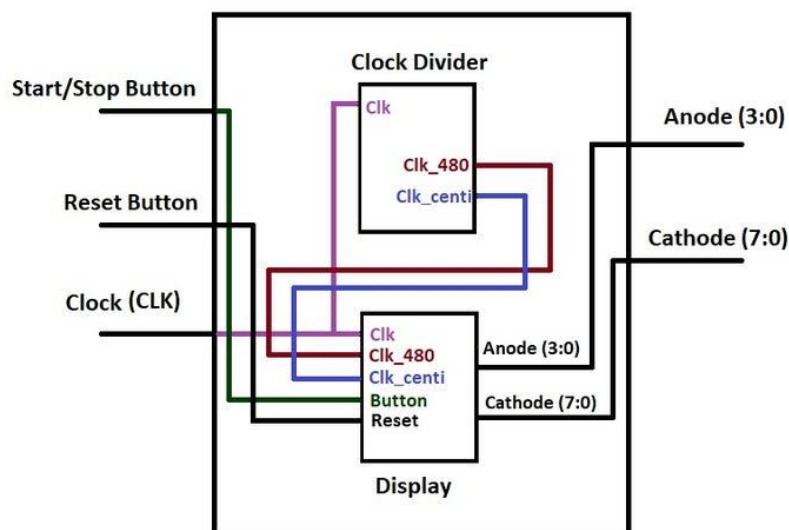 Clock Divider
Start/Stop Button
Clk
Anode (3:0)
Clk_480
Clk_centi
Reset Button
Cathode (7:0)
Clock (CLK)
Clk
Anode (3:0)
Clk_480
Clk_centi
Button
Cathode (7:0)
Reset
Display